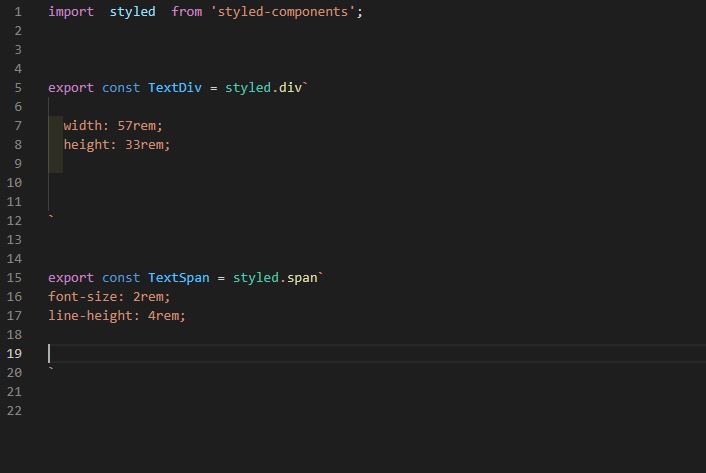 1 import  styled  from 'styled-components';
2
3
4
5 export const TextDiv = styled.div`
6
7   width: 57rem;
8   height: 33rem;
9
10
11
12 `
13
14
15 export const TextSpan = styled.span`
16 font-size: 2rem;
17 line-height: 4rem;
18
19
20 `
21
22